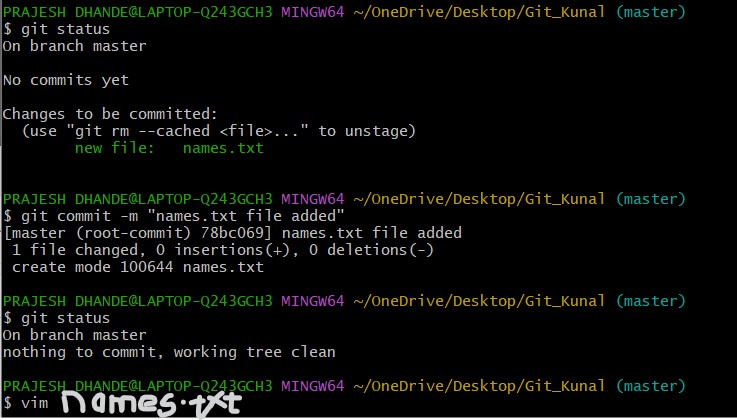 PRAJESH DHANDE@LAPTOP-Q243GCH3 MINGW64 ~/OneDrive/Desktop/Git_Kunal (master)
$ git status
On branch master
No commits yet
Changes to be committed:
  (use "git rm --cached <file>..." to unstage)
        new file:   names.txt
PRAJESH DHANDE@LAPTOP-Q243GCH3 MINGW64 ~/OneDrive/Desktop/Git_Kunal (master)
$ git commit -m "names.txt file added"
[master (root-commit) 78bc069] names.txt file added
 1 file changed, 0 insertions(+), 0 deletions(-)
 create mode 100644 names.txt
PRAJESH DHANDE@LAPTOP-Q243GCH3 MINGW64 ~/OneDrive/Desktop/Git_Kunal (master)
$ git status
On branch master
nothing to commit, working tree clean
PRAJESH DHANDE@LAPTOP-Q243GCH3 MINGW64 ~/OneDrive/Desktop/Git_Kunal (master)
$ vim names.txt